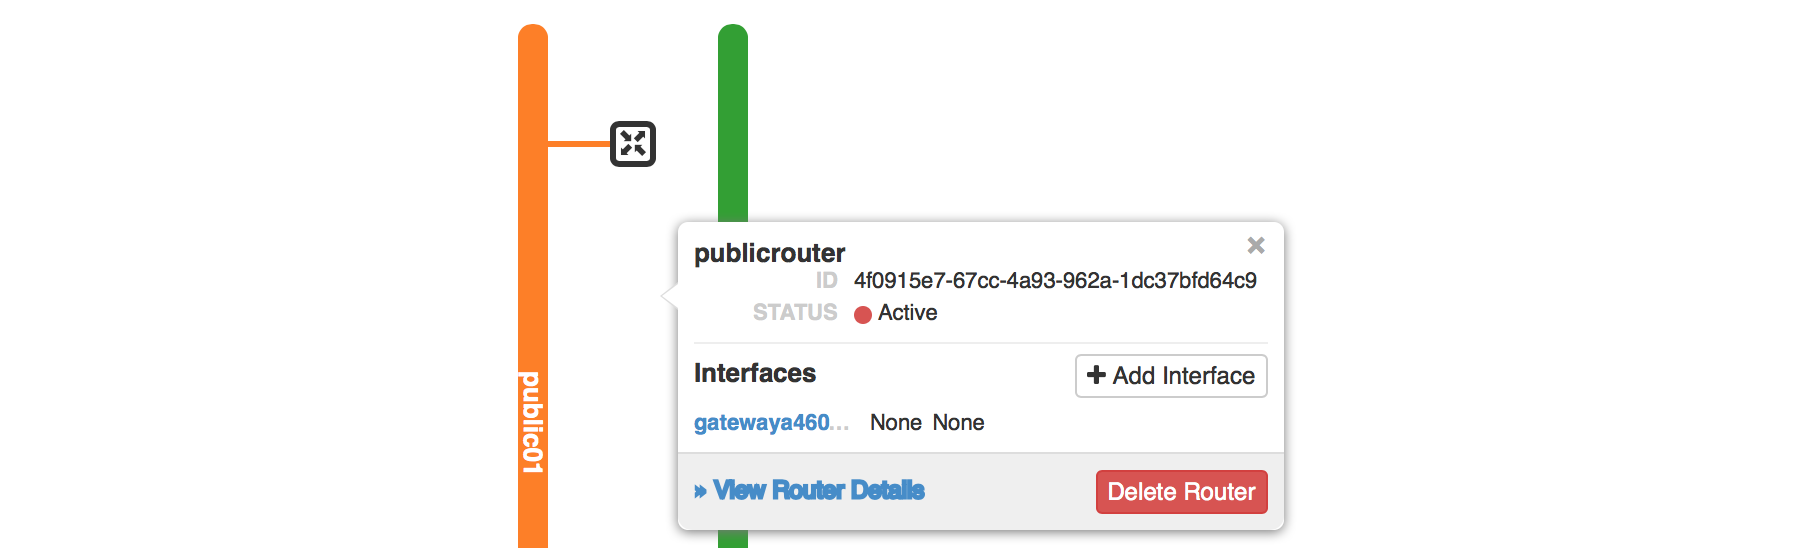 publicrouter
ID 4f0915e7-67cc-4a93-962a-1dc37bfd64c9
STATUS Active
Interfaces
Add Interface
gatewaya460... None None
» View Router Details
Delete Router
public01